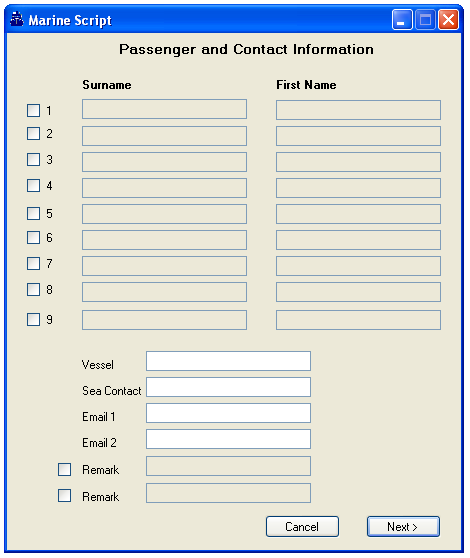 Marine Script
Passenger and Contact Information
Surname First Name
1
2
3
4
5
6
7
8
9
Vessel
Sea Contact
Email 1
Email 2
Remark
Remark
Cancel Next >